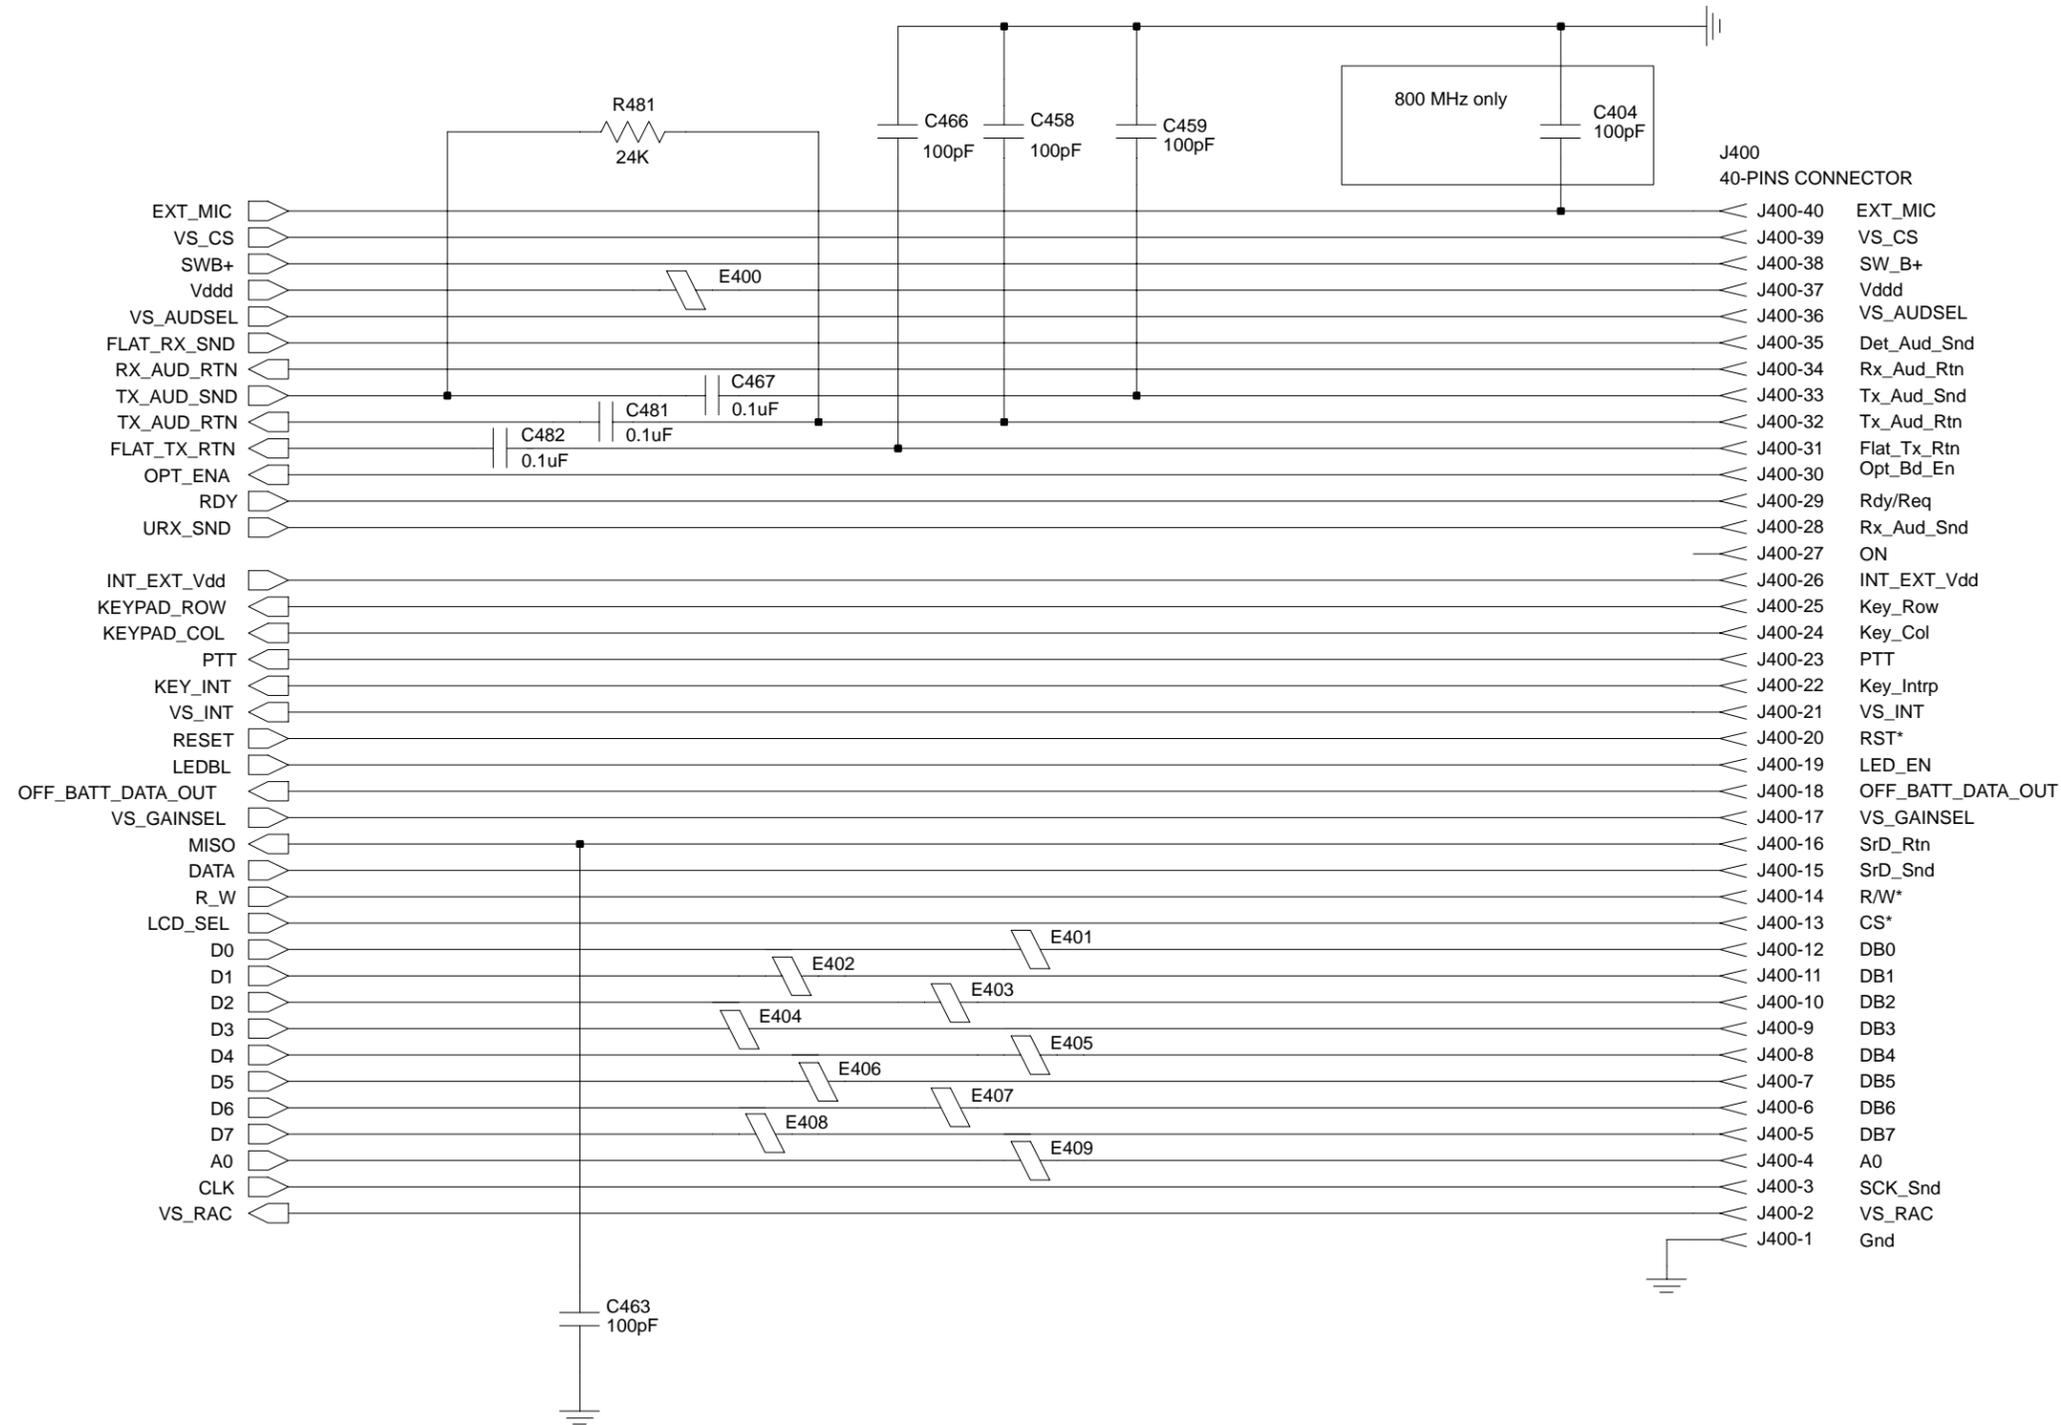 R481
24K
C466
100pF
C458
100pF
C459
100pF
800 MHz only
C404
100pF
J400
40-PINS CONNECTOR
EXT_MIC J400-40 EXT_MIC
VS_CS J400-39 VS_CS
SWB+ J400-38 SW_B+
Vddd E400 J400-37 Vddd
VS_AUDSEL J400-36 VS_AUDSEL
FLAT_RX_SND J400-35 Det_Aud_Snd
RX_AUD_RTN J400-34 Rx_Aud_Rtn
TX_AUD_SND C467 0.1uF J400-33 Tx_Aud_Snd
TX_AUD_RTN C481 0.1uF J400-32 Tx_Aud_Rtn
FLAT_TX_RTN C482 0.1uF J400-31 Flat_Tx_Rtn
OPT_ENA J400-30 Opt_Bd_En
RDY J400-29 Rdy/Req
URX_SND J400-28 Rx_Aud_Snd
J400-27 ON
INT_EXT_Vdd J400-26 INT_EXT_Vdd
KEYPAD_ROW J400-25 Key_Row
KEYPAD_COL J400-24 Key_Col
PTT J400-23 PTT
KEY_INT J400-22 Key_Intrp
VS_INT J400-21 VS_INT
RESET J400-20 RST*
LEDBL J400-19 LED_EN
OFF_BATT_DATA_OUT J400-18 OFF_BATT_DATA_OUT
VS_GAINSEL J400-17 VS_GAINSEL
MISO J400-16 SrD_Rtn
DATA J400-15 SrD_Snd
R_W J400-14 R/W*
LCD_SEL J400-13 CS*
D0 E401 J400-12 DB0
D1 E402 J400-11 DB1
D2 E403 J400-10 DB2
D3 E404 J400-9 DB3
D4 E405 J400-8 DB4
D5 E406 J400-7 DB5
D6 E407 J400-6 DB6
D7 E408 J400-5 DB7
A0 E409 J400-4 A0
CLK J400-3 SCK_Snd
VS_RAC J400-2 VS_RAC
J400-1 Gnd
C463
100pF